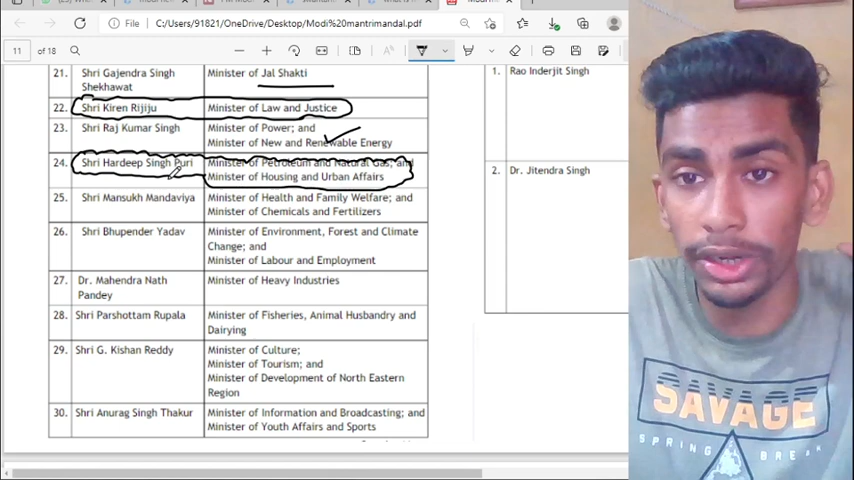 File
C:/Users/91821/OneDrive/Desktop/Modi%20mantrimandal.pdf
11 of 18
21. Shri Gajendra Singh Minister of Jal Shakti
Shekhawat
22. Shri Kiren Rijiju Minister of Law and Justice
23. Shri Raj Kumar Singh Minister of Power; and
Minister of New and Renewable Energy
24. Shri Hardeep Singh Puri Minister of Petroleum and Natural Gas; and
Minister of Housing and Urban Affairs
25. Shri Mansukh Mandaviya Minister of Health and Family Welfare; and
Minister of Chemicals and Fertilizers
26. Shri Bhupender Yadav Minister of Environment, Forest and Climate
Change; and
Minister of Labour and Employment
27. Dr. Mahendra Nath Minister of Heavy Industries
Pandey
28. Shri Parshottam Rupala Minister of Fisheries, Animal Husbandry and
Dairying
29. Shri G. Kishan Reddy Minister of Culture;
Minister of Tourism; and
Minister of Development of North Eastern
Region
30. Shri Anurag Singh Thakur Minister of Information and Broadcasting; and
Minister of Youth Affairs and Sports
1. Rao Inderjit Singh
2. Dr. Jitendra Singh
SAVAGE
SPRING BREAK